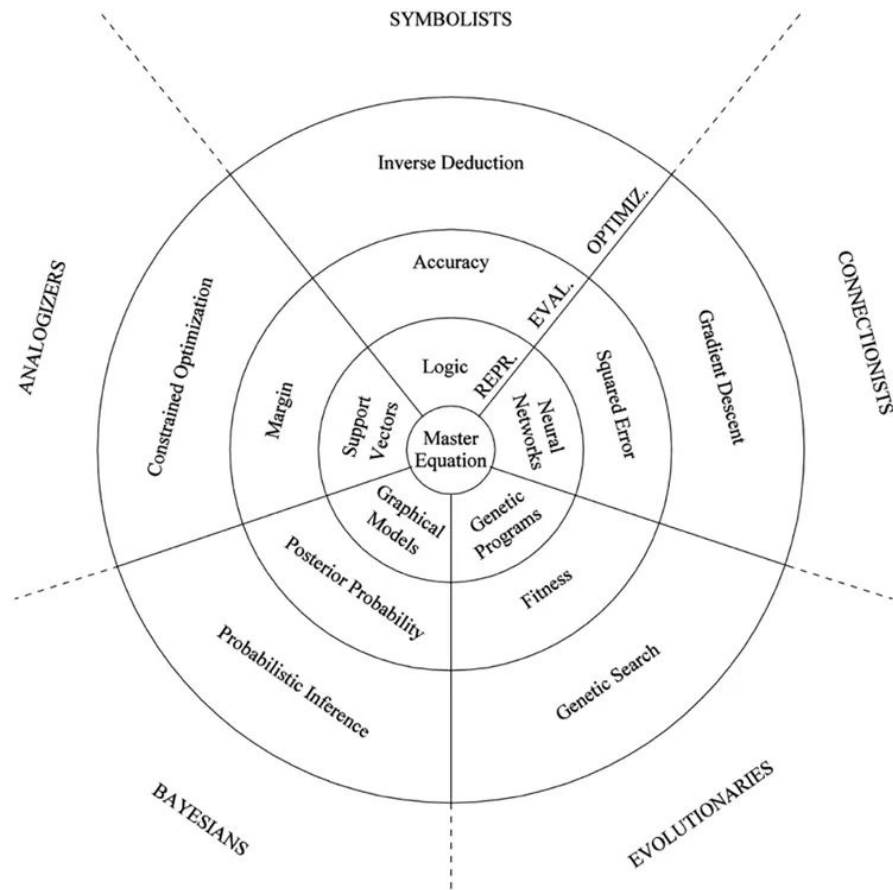 SYMBOLISTS
Inverse Deduction
OPTIMIZ.
Accuracy
EVAL.
Logic
REPR.
ANALOGIZERS
Constrained Optimization
Margin
Support
Vectors
Master
Equation
Neural
Networks
Squared Error
Gradient Descent
CONNECTIONISTS
Graphical
Models
Genetic
Programs
Posterior Probability
Fitness
Probabilistic Inference
Genetic Search
BAYESIANS
EVOLUTIONARIES